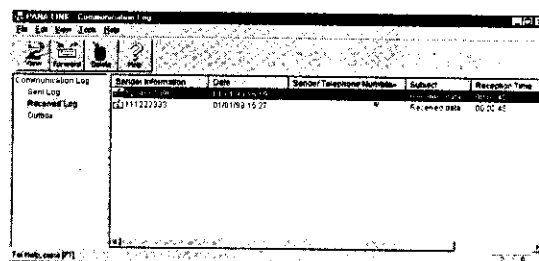 PANA LINK - Communication Log
File Edit View Tools Help
View Forward Delete Help
Communication Log
Sent Log
Received Log
Outbox
Sender Information Date Sender Telephone Number Subject Reception Time
111222333 01/01/99 15:27 Received data 00:00:45
For Help, press [F1]